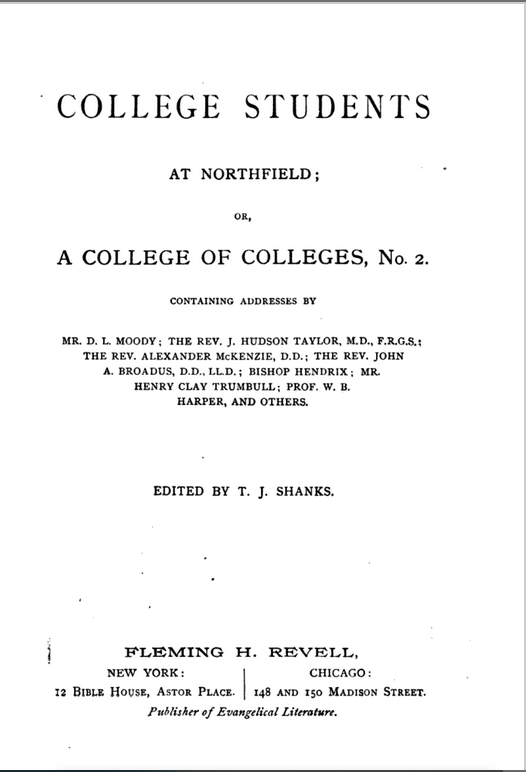 COLLEGE STUDENTS
AT NORTHFIELD;
OR,
A COLLEGE OF COLLEGES, No. 2.
CONTAINING ADDRESSES BY
MR. D. L. MOODY; THE REV. J. HUDSON TAYLOR, M.D., F.R.G.S.;
THE REV. ALEXANDER McKENZIE, D.D.; THE REV. JOHN
A. BROADUS, D.D., LL.D.; BISHOP HENDRIX; MR.
HENRY CLAY TRUMBULL; PROF. W. B.
HARPER, AND OTHERS.
EDITED BY T. J. SHANKS.
FLEMING H. REVELL,
NEW YORK: CHICAGO:
12 BIBLE HOUSE, ASTOR PLACE. 148 AND 150 MADISON STREET.
Publisher of Evangelical Literature.